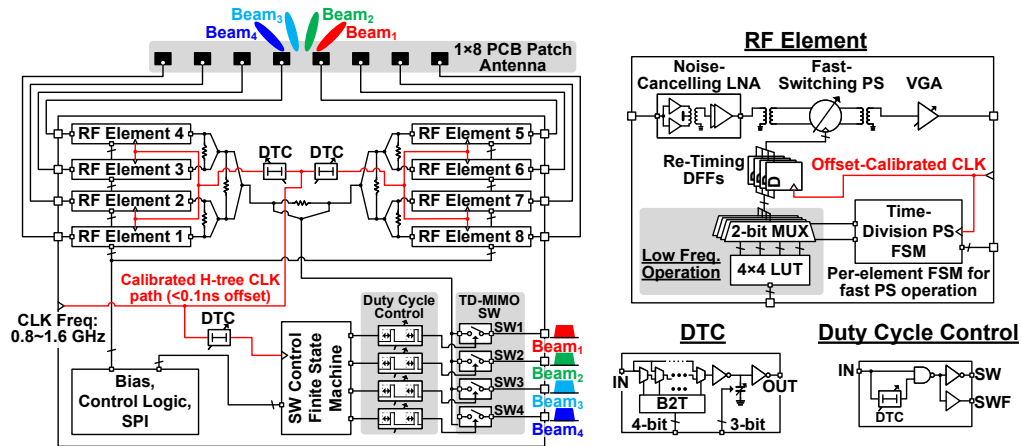 Beam₃
Beam₂
Beam₄
Beam₁
1×8 PCB Patch
Antenna
RF Element 4
RF Element 3
RF Element 2
RF Element 1
DTC
DTC
RF Element 5
RF Element 6
RF Element 7
RF Element 8
Calibrated H-tree CLK
path (<0.1ns offset)
CLK Freq:
0.8~1.6 GHz
DTC
Bias,
Control Logic,
SPI
SW Control
Finite State
Machine
Duty Cycle
Control
TD-MIMO
SW
SW1
Beam₁
SW2
Beam₂
SW3
Beam₃
SW4
Beam₄
RF Element
Noise-
Cancelling LNA
Fast-
Switching PS
VGA
Re-Timing
DFFs
D
Offset-Calibrated CLK
2-bit MUX
Low Freq.
Operation
4×4 LUT
Time-
Division PS
FSM
Per-element FSM for
fast PS operation
DTC
IN
OUT
B2T
4-bit
3-bit
Duty Cycle Control
IN
DTC
SW
SWF